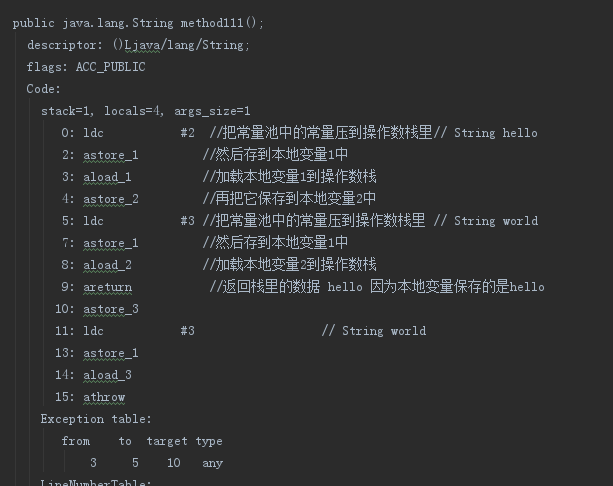 public java.lang.String method111();
descriptor: ()Ljava/lang/String;
flags: ACC_PUBLIC
Code:
stack=1, locals=4, args_size=1
0: ldc #2 //把常量池中的常量压到操作数栈里// String hello
2: astore_1 //然后存到本地变量1中
3: aload_1 //加载本地变量1到操作数栈
4: astore_2 //再把它保存到本地变量2中
5: ldc #3 //把常量池中的常量压到操作数栈里 // String world
7: astore_1 //然后存到本地变量1中
8: aload_2 //加载本地变量2到操作数栈
9: areturn //返回栈里的数据 hello 因为本地变量保存的是hello
10: astore_3
11: ldc #3 // String world
13: astore_1
14: aload_3
15: athrow
Exception table:
from to target type
3 5 10 any
LineNumberTable: